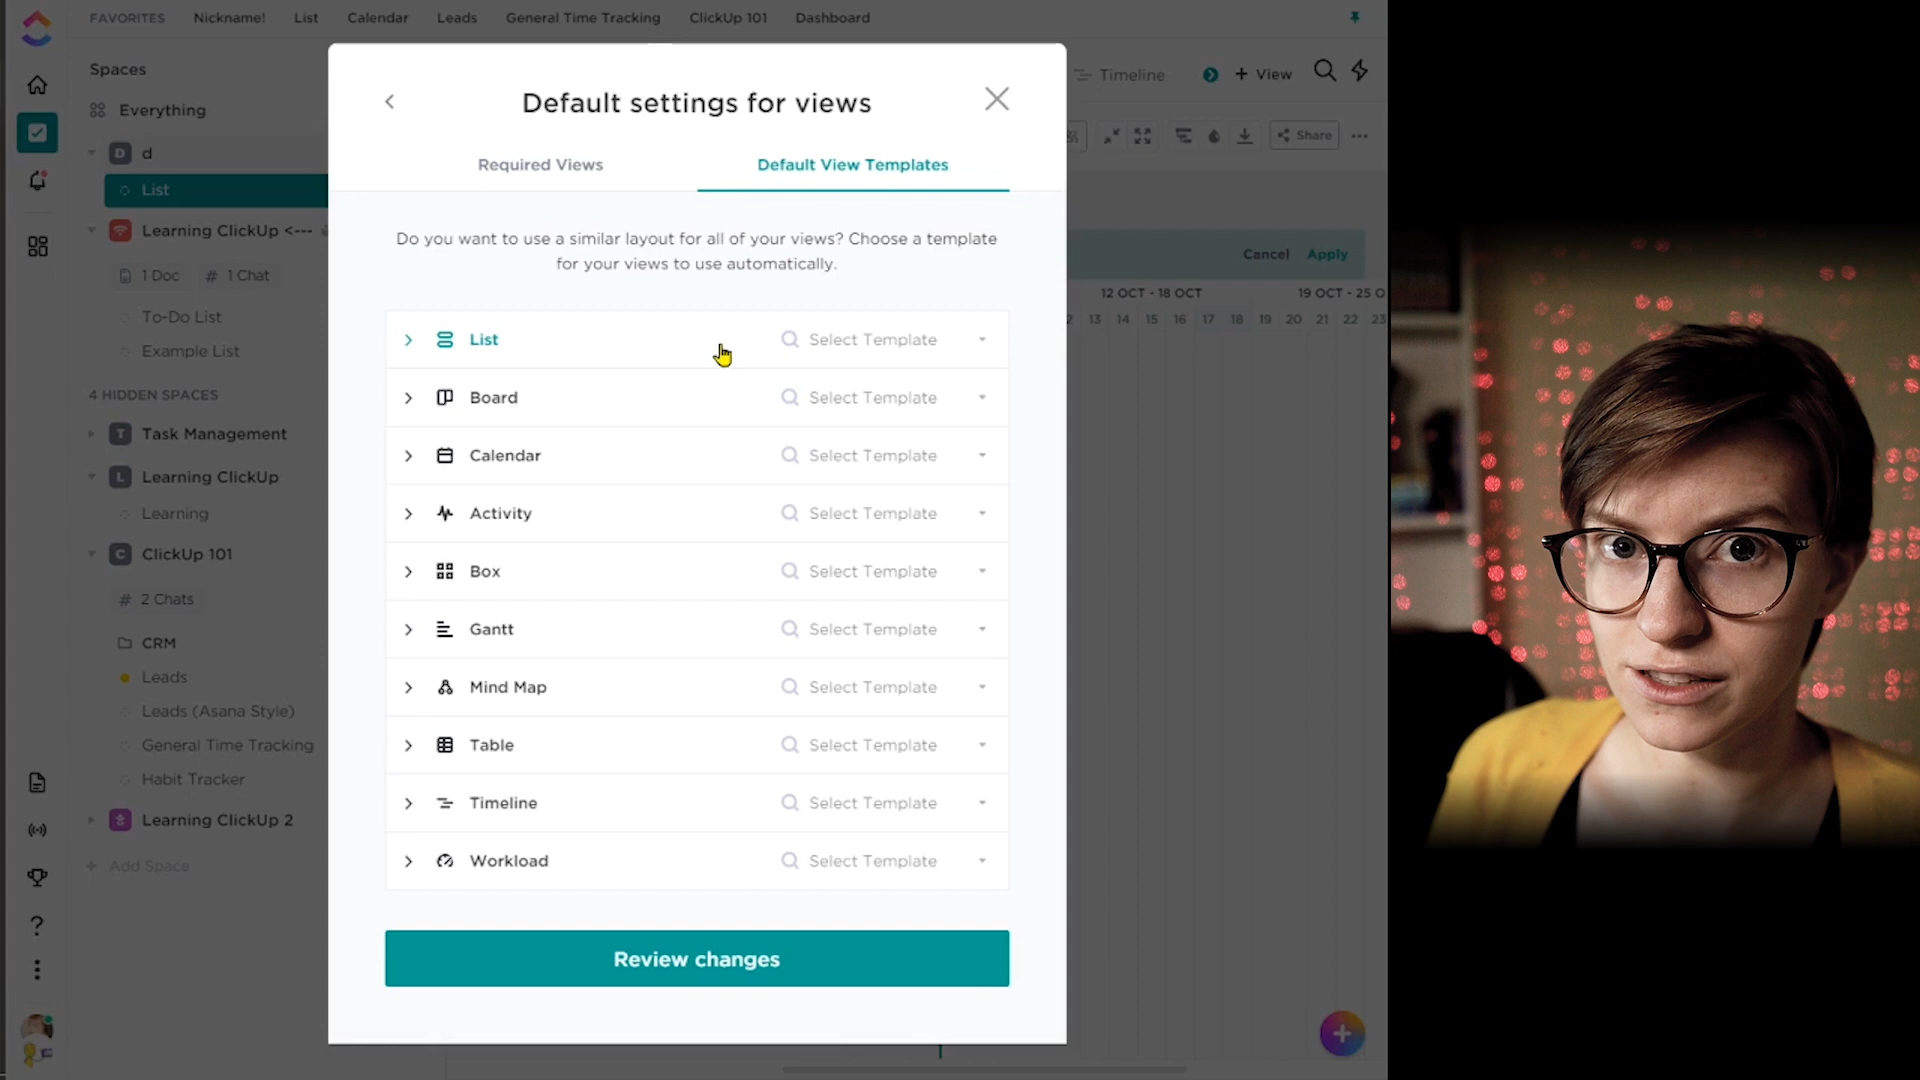 FAVORITES Nickname! List Calendar Leads General Time Tracking ClickUp 101 Dashboard
Spaces
Everything
D d
List
Learning ClickUp <---
1 Doc # 1 Chat
To-Do List
Example List
4 HIDDEN SPACES
T Task Management
L Learning ClickUp
Learning
C ClickUp 101
# 2 Chats
CRM
Leads
Leads (Asana Style)
General Time Tracking
Habit Tracker
Learning ClickUp 2
+ Add Space
Default settings for views
Required Views Default View Templates
Do you want to use a similar layout for all of your views? Choose a template
for your views to use automatically.
List Select Template
Board Select Template
Calendar Select Template
Activity Select Template
Box Select Template
Gantt Select Template
Mind Map Select Template
Table Select Template
Timeline Select Template
Workload Select Template
Review changes
Timeline + View
Share
Cancel Apply
12 OCT - 18 OCT 19 OCT - 25 O
2 13 14 15 16 17 18 19 20 21 22 23